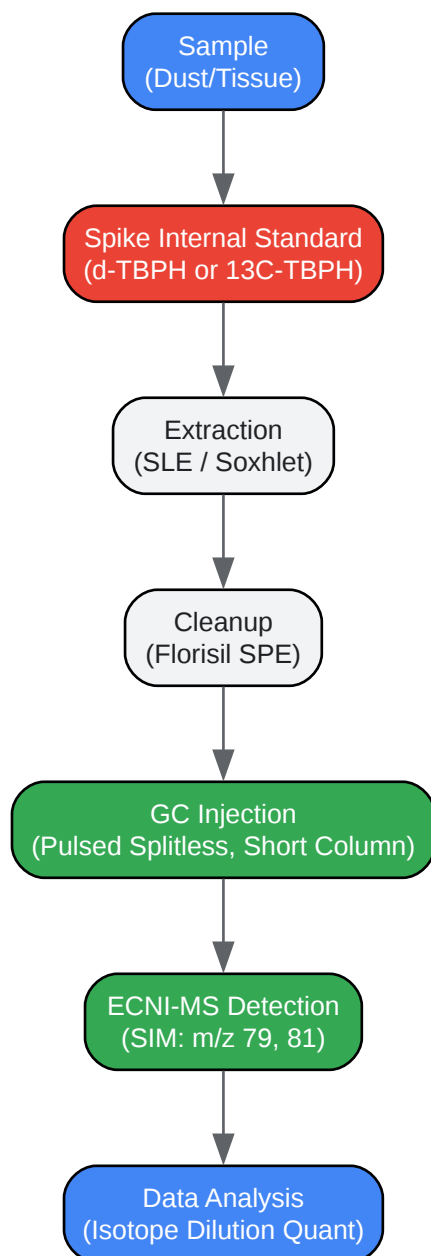 Sample
(Dust/Tissue)
Spike Internal Standard
(d-TBPH or 13C-TBPH)
Extraction
(SLE / Soxhlet)
Cleanup
(Florisil SPE)
GC Injection
(Pulsed Splitless, Short Column)
ECNI-MS Detection
(SIM: m/z 79, 81)
Data Analysis
(Isotope Dilution Quant)